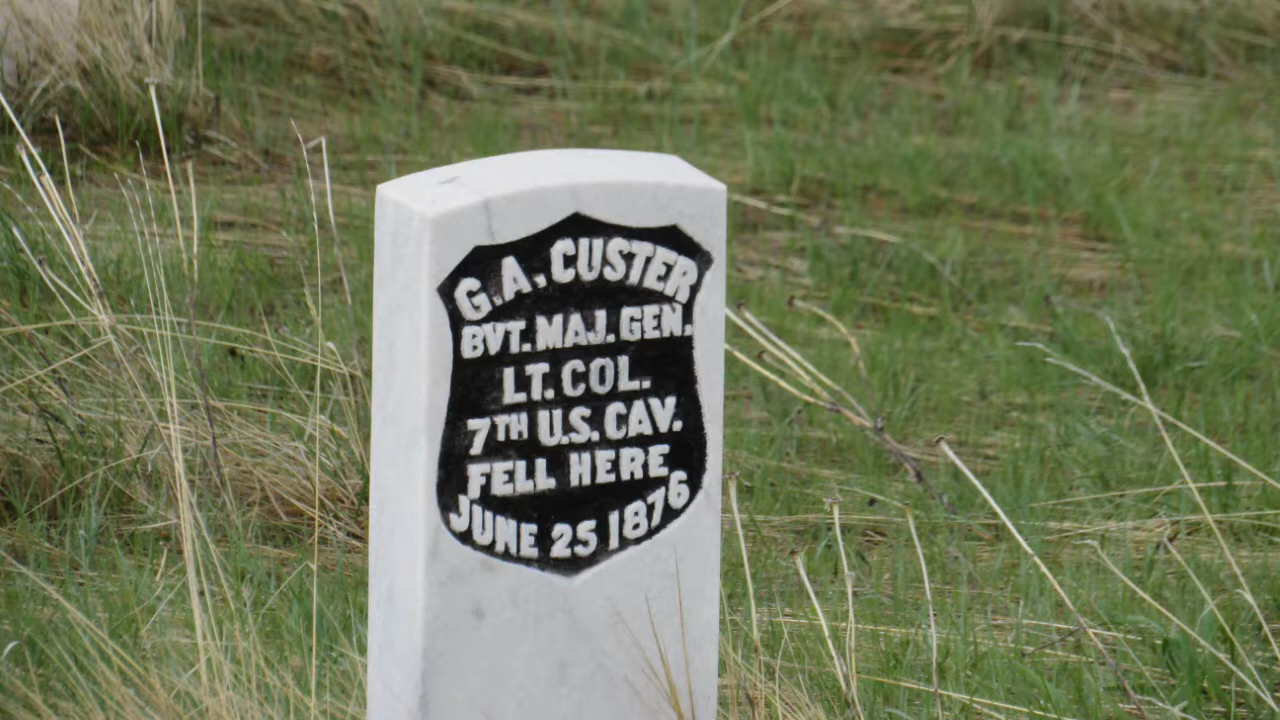 G.A. CUSTER
BVT. MAJ. GEN.
LT. COL.
7TH U.S. CAV.
FELL HERE
JUNE 25 1876